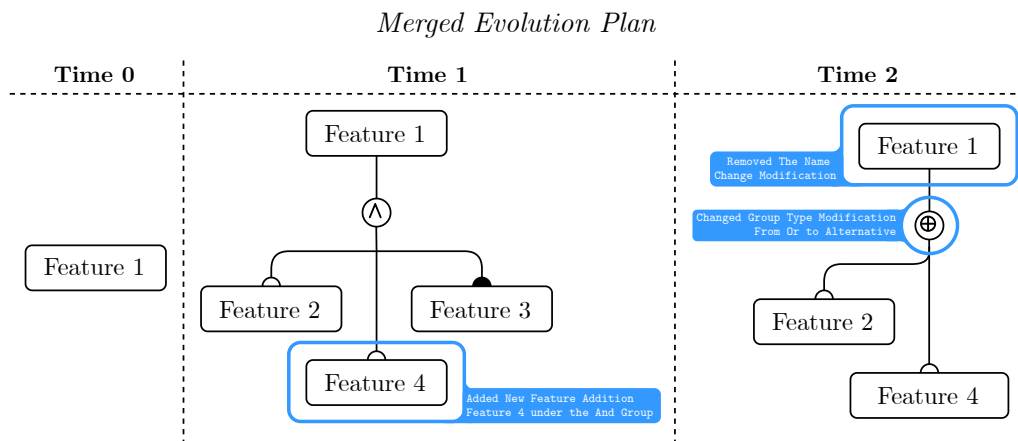 Merged Evolution Plan
Time 0
Time 1
Time 2
Feature 1
Feature 1
∧
Feature 2
Feature 3
Feature 4
Added New Feature Addition
Feature 4 under the And Group
Feature 1
Removed The Name
Change Modification
Changed Group Type Modification
From Or to Alternative
⊕
Feature 2
Feature 4